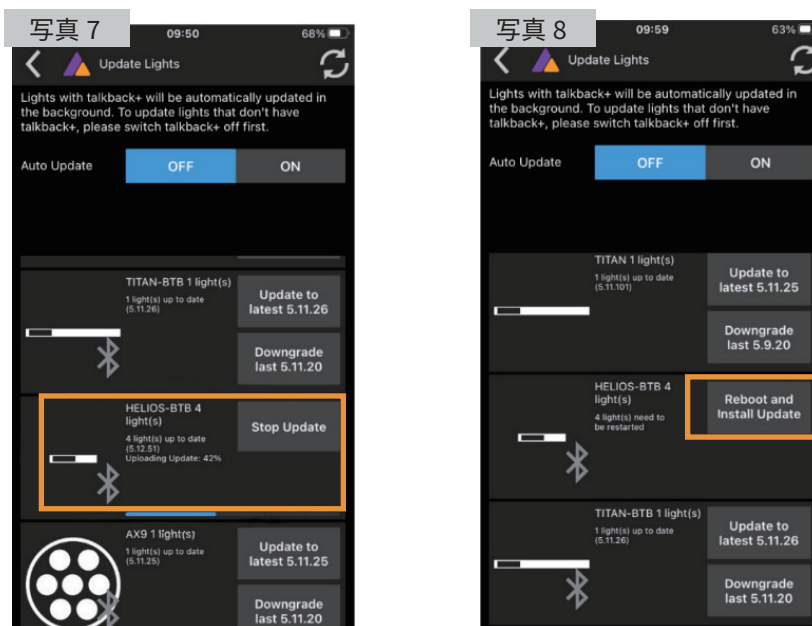 写真 7
09:50
68%
Update Lights
Lights with talkback+ will be automatically updated in
the background. To update lights that don't have
talkback+, please switch talkback+ off first.
Auto Update
OFF
ON
TITAN-BTB 1 light(s)
1 light(s) up to date
(5.11.26)
Update to
latest 5.11.26
Downgrade
last 5.11.20
HELIOS-BTB 4
light(s)
4 light(s) up to date
(5.12.51)
Uploading Update: 42%
Stop Update
AX9 1 light(s)
1 light(s) up to date
(5.11.25)
Update to
latest 5.11.25
Downgrade
last 5.11.20
写真 8
09:59
63%
Update Lights
Lights with talkback+ will be automatically updated in
the background. To update lights that don't have
talkback+, please switch talkback+ off first.
Auto Update
OFF
ON
TITAN 1 light(s)
1 light(s) up to date
(5.11.101)
Update to
latest 5.11.25
Downgrade
last 5.9.20
HELIOS-BTB 4
light(s)
4 light(s) need to
be restarted
Reboot and
Install Update
TITAN-BTB 1 light(s)
1 light(s) up to date
(5.11.26)
Update to
latest 5.11.26
Downgrade
last 5.11.20